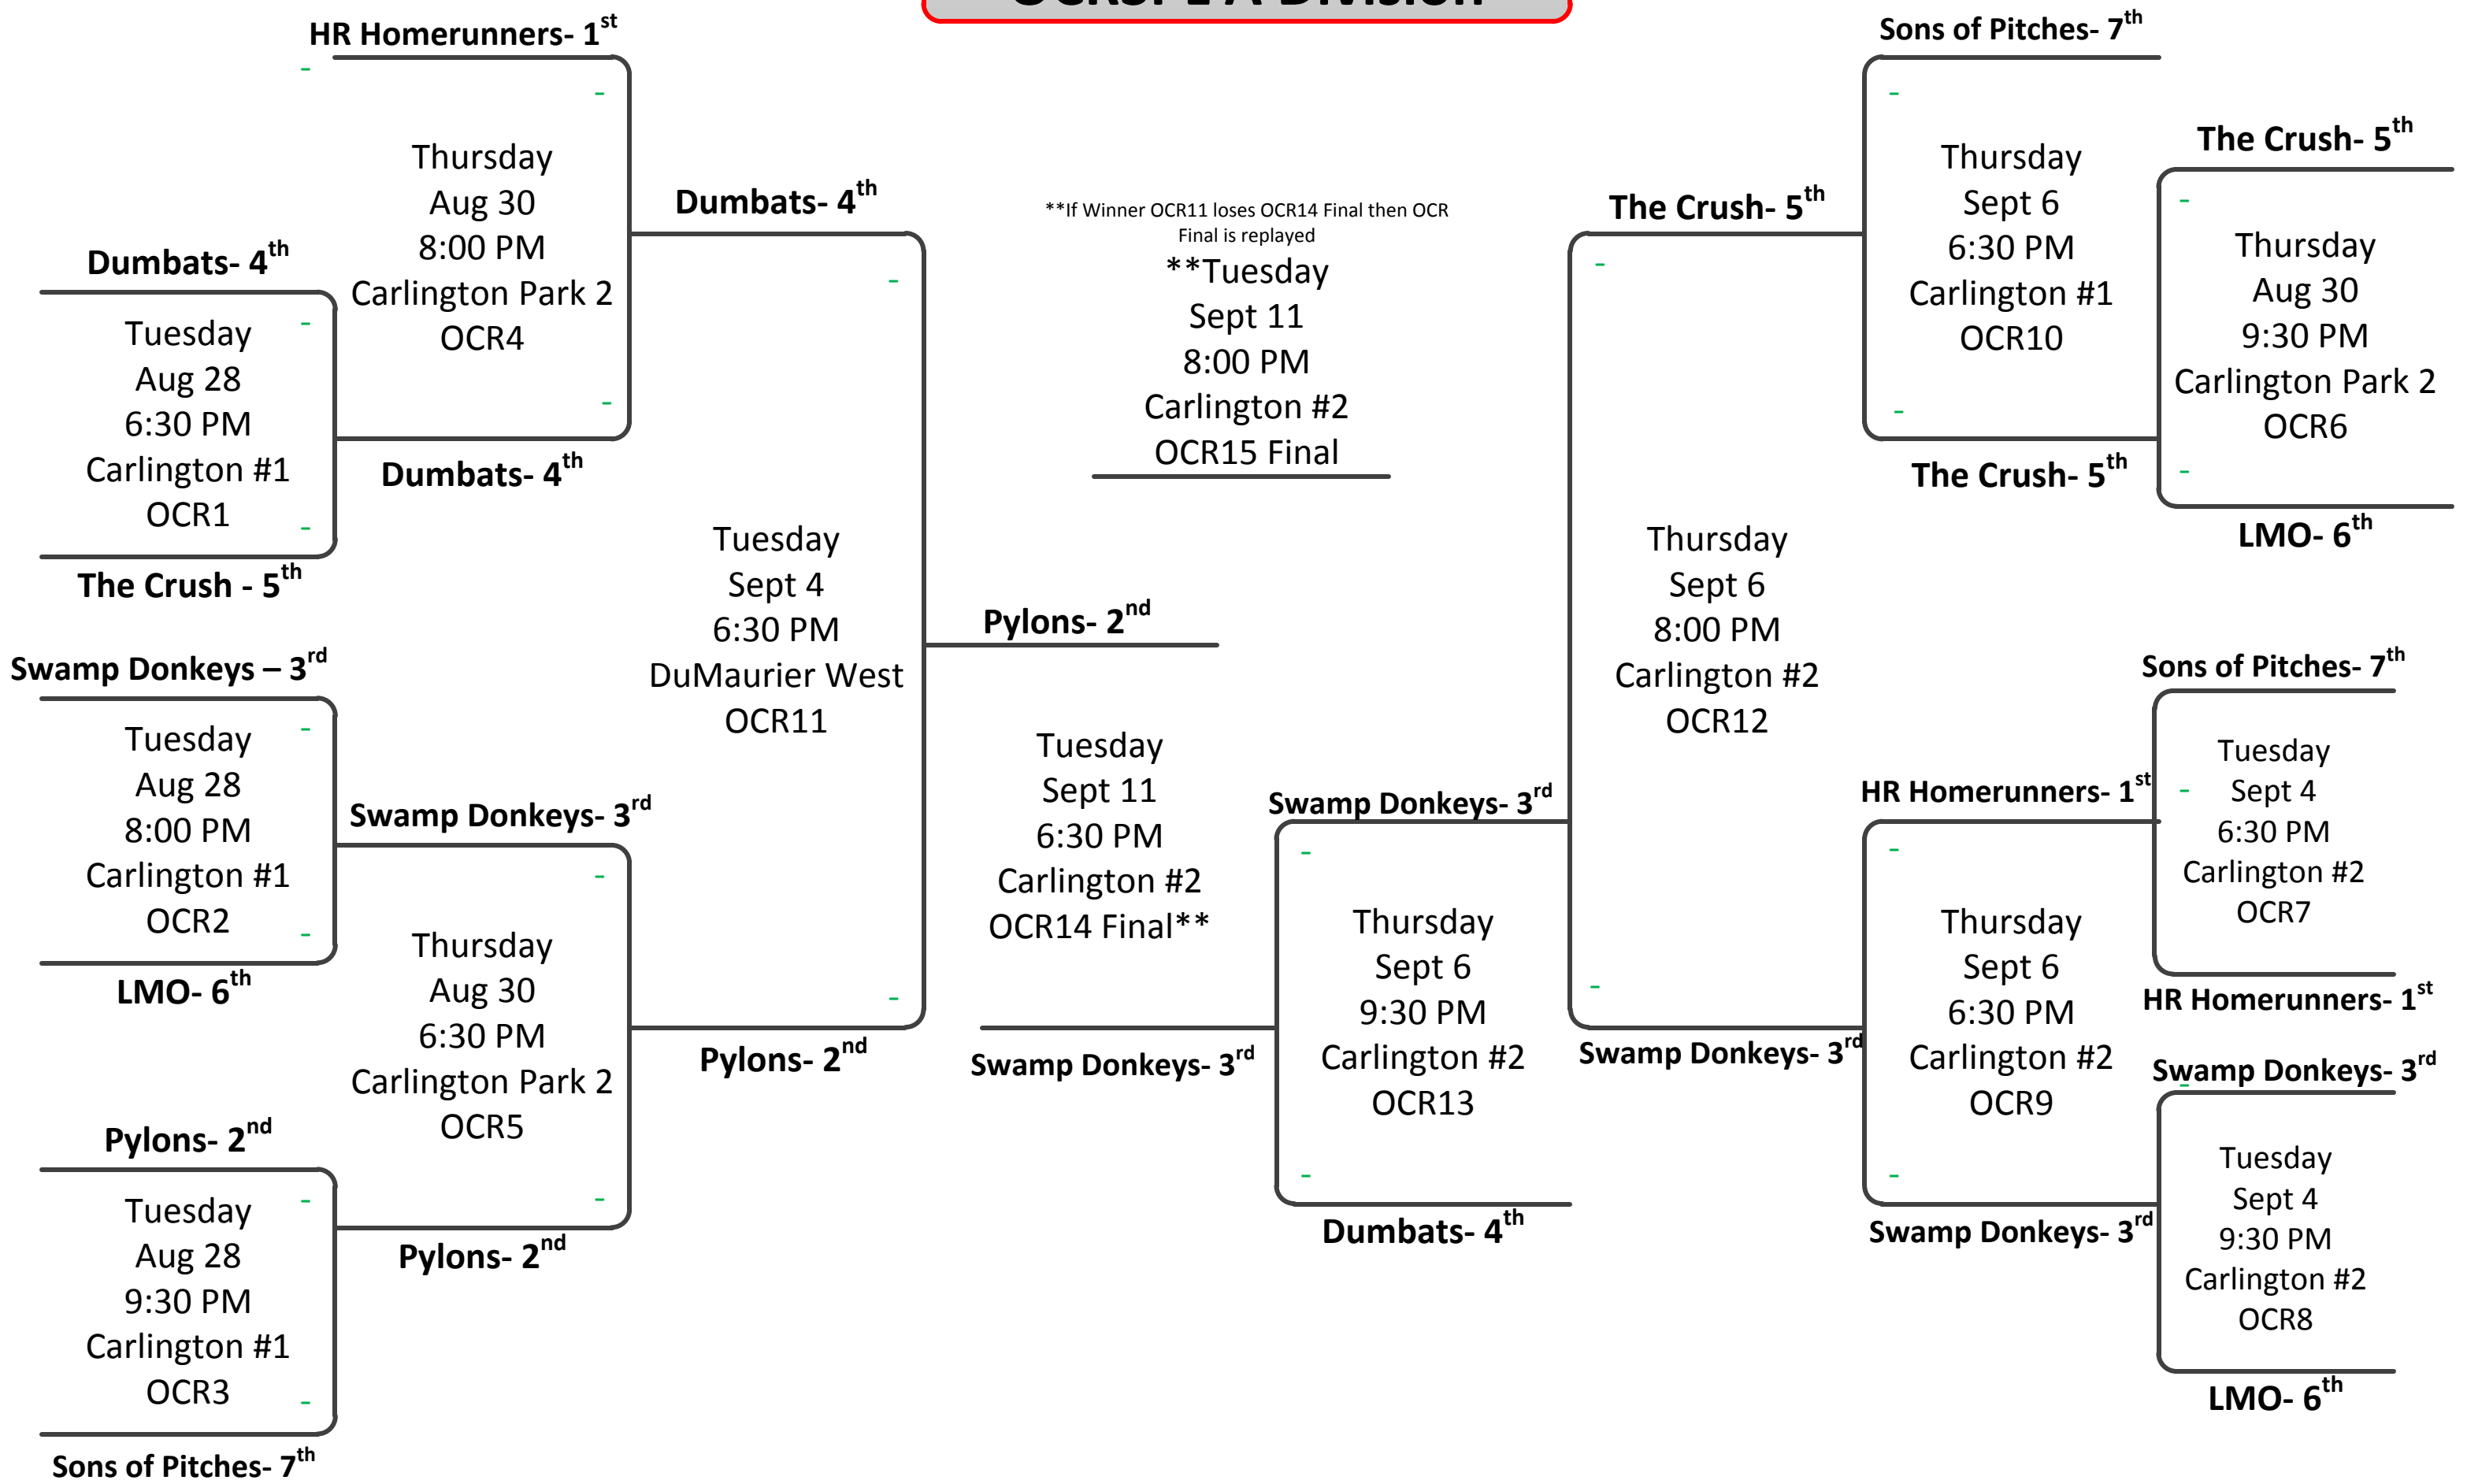 HR Homerunners- 1st
Thursday
Aug 30
8:00 PM
Carlington Park 2
OCR4
Dumbats- 4th
Tuesday
Aug 28
6:30 PM
Carlington #1
OCR1
The Crush - 5th
Dumbats- 4th
Dumbats- 4th
Swamp Donkeys – 3rd
Tuesday
Aug 28
8:00 PM
Carlington #1
OCR2
LMO- 6th
Swamp Donkeys- 3rd
Thursday
Aug 30
6:30 PM
Carlington Park 2
OCR5
Pylons- 2nd
Tuesday
Aug 28
9:30 PM
Carlington #1
OCR3
Sons of Pitches- 7th
Pylons- 2nd
Tuesday
Sept 4
6:30 PM
DuMaurier West
OCR11
Pylons- 2nd
**If Winner OCR11 loses OCR14 Final then OCR
Final is replayed
**Tuesday
Sept 11
8:00 PM
Carlington #2
OCR15 Final
Pylons- 2nd
Tuesday
Sept 11
6:30 PM
Carlington #2
OCR14 Final**
Swamp Donkeys- 3rd
Swamp Donkeys- 3rd
Thursday
Sept 6
9:30 PM
Carlington #2
OCR13
Dumbats- 4th
The Crush- 5th
Thursday
Sept 6
8:00 PM
Carlington #2
OCR12
Swamp Donkeys- 3rd
Sons of Pitches- 7th
Thursday
Sept 6
6:30 PM
Carlington #1
OCR10
The Crush- 5th
The Crush- 5th
Thursday
Aug 30
9:30 PM
Carlington Park 2
OCR6
LMO- 6th
HR Homerunners- 1st
Thursday
Sept 6
6:30 PM
Carlington #2
OCR9
Swamp Donkeys- 3rd
Sons of Pitches- 7th
Tuesday
Sept 4
6:30 PM
Carlington #2
OCR7
HR Homerunners- 1st
Swamp Donkeys- 3rd
Tuesday
Sept 4
9:30 PM
Carlington #2
OCR8
LMO- 6th